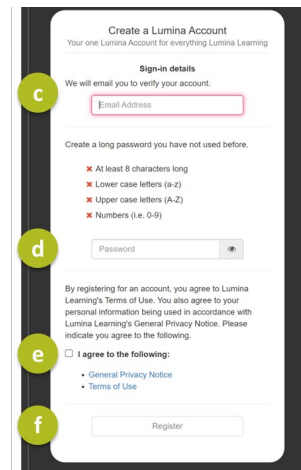 Create a Lumina Account
Your one Lumina Account for everything Lumina Learning
Sign-in details
c
We will email you to verify your account.
Email Address
Create a long password you have not used before.
✖ At least 8 characters long
✖ Lower case letters (a-z)
✖ Upper case letters (A-Z)
✖ Numbers (i.e. 0-9)
d
Password
By registering for an account, you agree to Lumina
Learning's Terms of Use. You also agree to your
personal information being used in accordance with
Lumina Learning's General Privacy Notice. Please
indicate you agree to the following.
e
I agree to the following:
• General Privacy Notice
• Terms of Use
f
Register